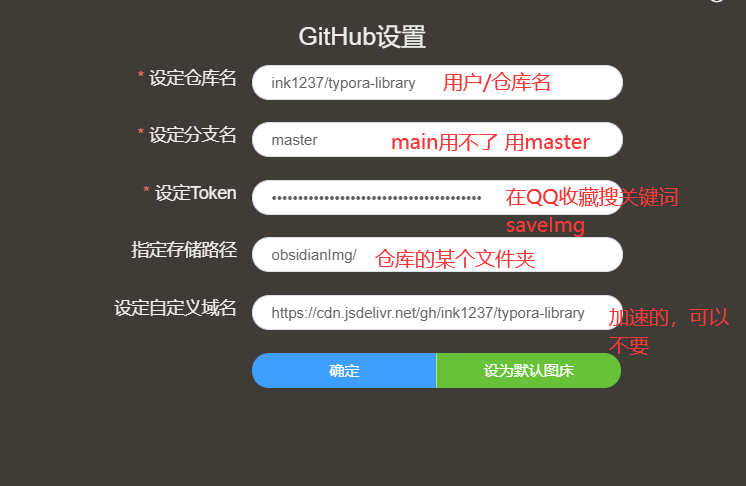 GitHub设置
* 设定仓库名 ink1237/typora-library 用户/仓库名
* 设定分支名 master main用不了 用master
* 设定Token •••••••••••••••••••••••••••••••••••••••• 在QQ收藏搜关键词
saveImg
指定存储路径 obsidianImg/ 仓库的某个文件夹
设定自定义域名 https://cdn.jsdelivr.net/gh/ink1237/typora-library 加速的，可以
不要
确定 设为默认图床